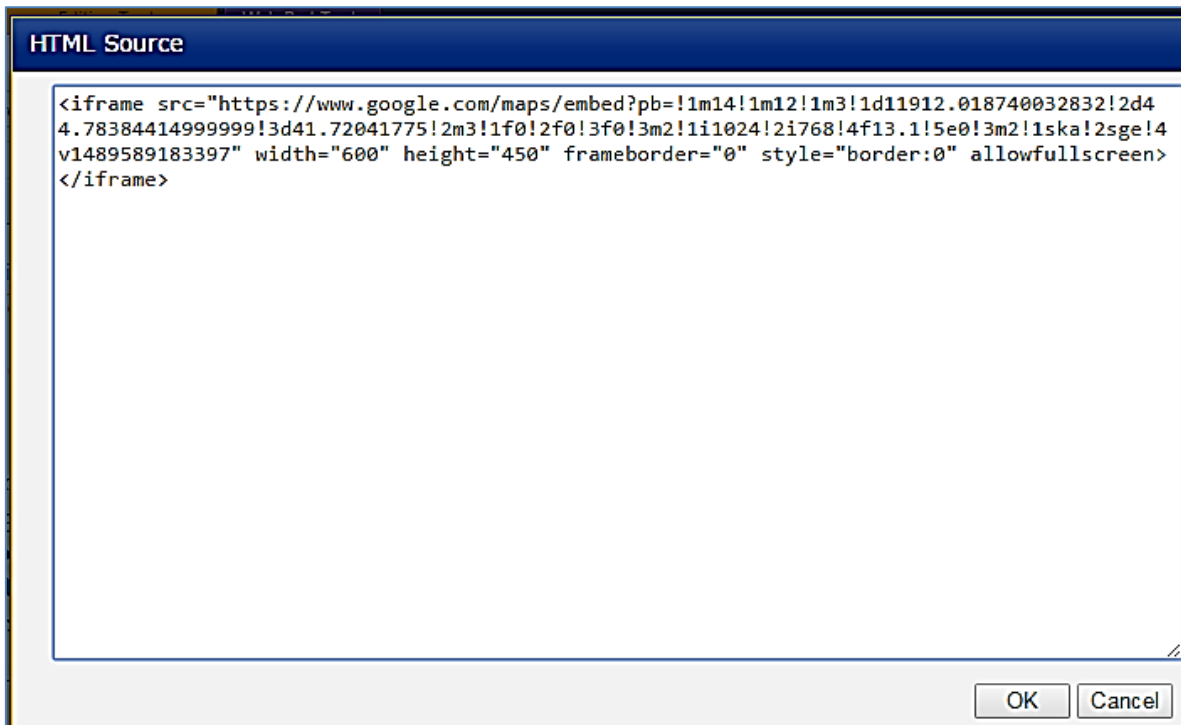 HTML Source
<iframe src="https://www.google.com/maps/embed?pb=!1m14!1m12!1m3!1d11912.018740032832!2d4
4.78384414999999!3d41.72041775!2m3!1f0!2f0!3f0!3m2!1i1024!2i768!4f13.1!5e0!3m2!1ska!2sge!4
v1489589183397" width="600" height="450" frameborder="0" style="border:0" allowfullscreen>
</iframe>
OK Cancel